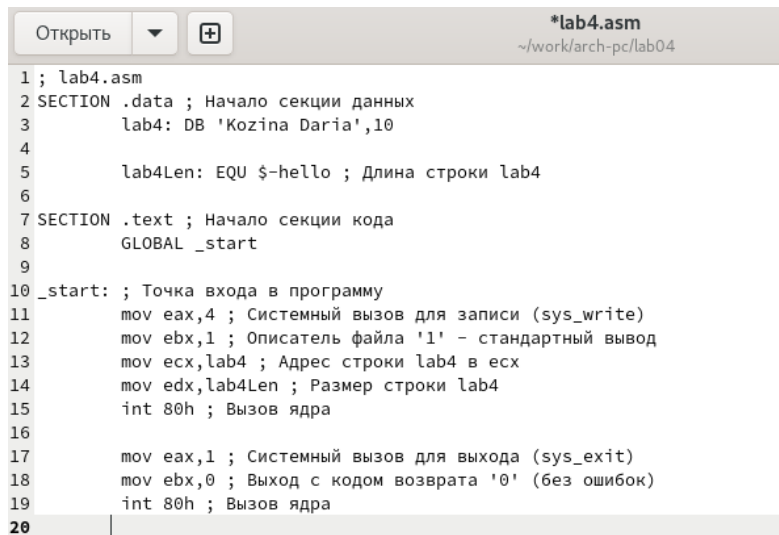 Открыть
*lab4.asm
~/work/arch-pc/lab04
1 ; lab4.asm
2 SECTION .data ; Начало секции данных
3 lab4: DB 'Kozina Daria',10
4
5 lab4Len: EQU $-hello ; Длина строки lab4
6
7 SECTION .text ; Начало секции кода
8 GLOBAL _start
9
10 _start: ; Точка входа в программу
11 mov eax,4 ; Системный вызов для записи (sys_write)
12 mov ebx,1 ; Описатель файла '1' - стандартный вывод
13 mov ecx,lab4 ; Адрес строки lab4 в ecx
14 mov edx,lab4Len ; Размер строки lab4
15 int 80h ; Вызов ядра
16
17 mov eax,1 ; Системный вызов для выхода (sys_exit)
18 mov ebx,0 ; Выход с кодом возврата '0' (без ошибок)
19 int 80h ; Вызов ядра
20